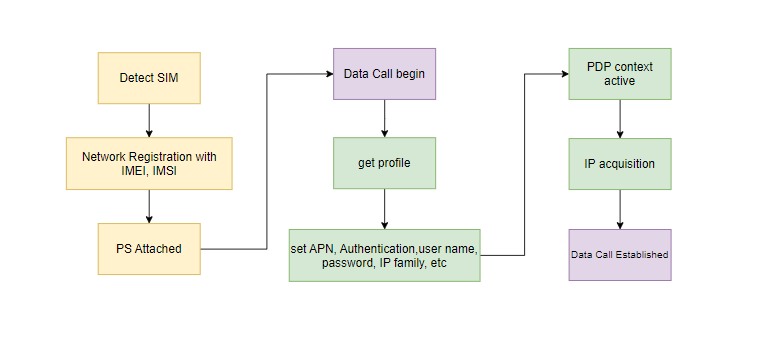 Detect SIM
Network Registration with
IMEI, IMSI
PS Attached
Data Call begin
get profile
set APN, Authentication,user name,
password, IP family, etc
PDP context
active
IP acquisition
Data Call Established